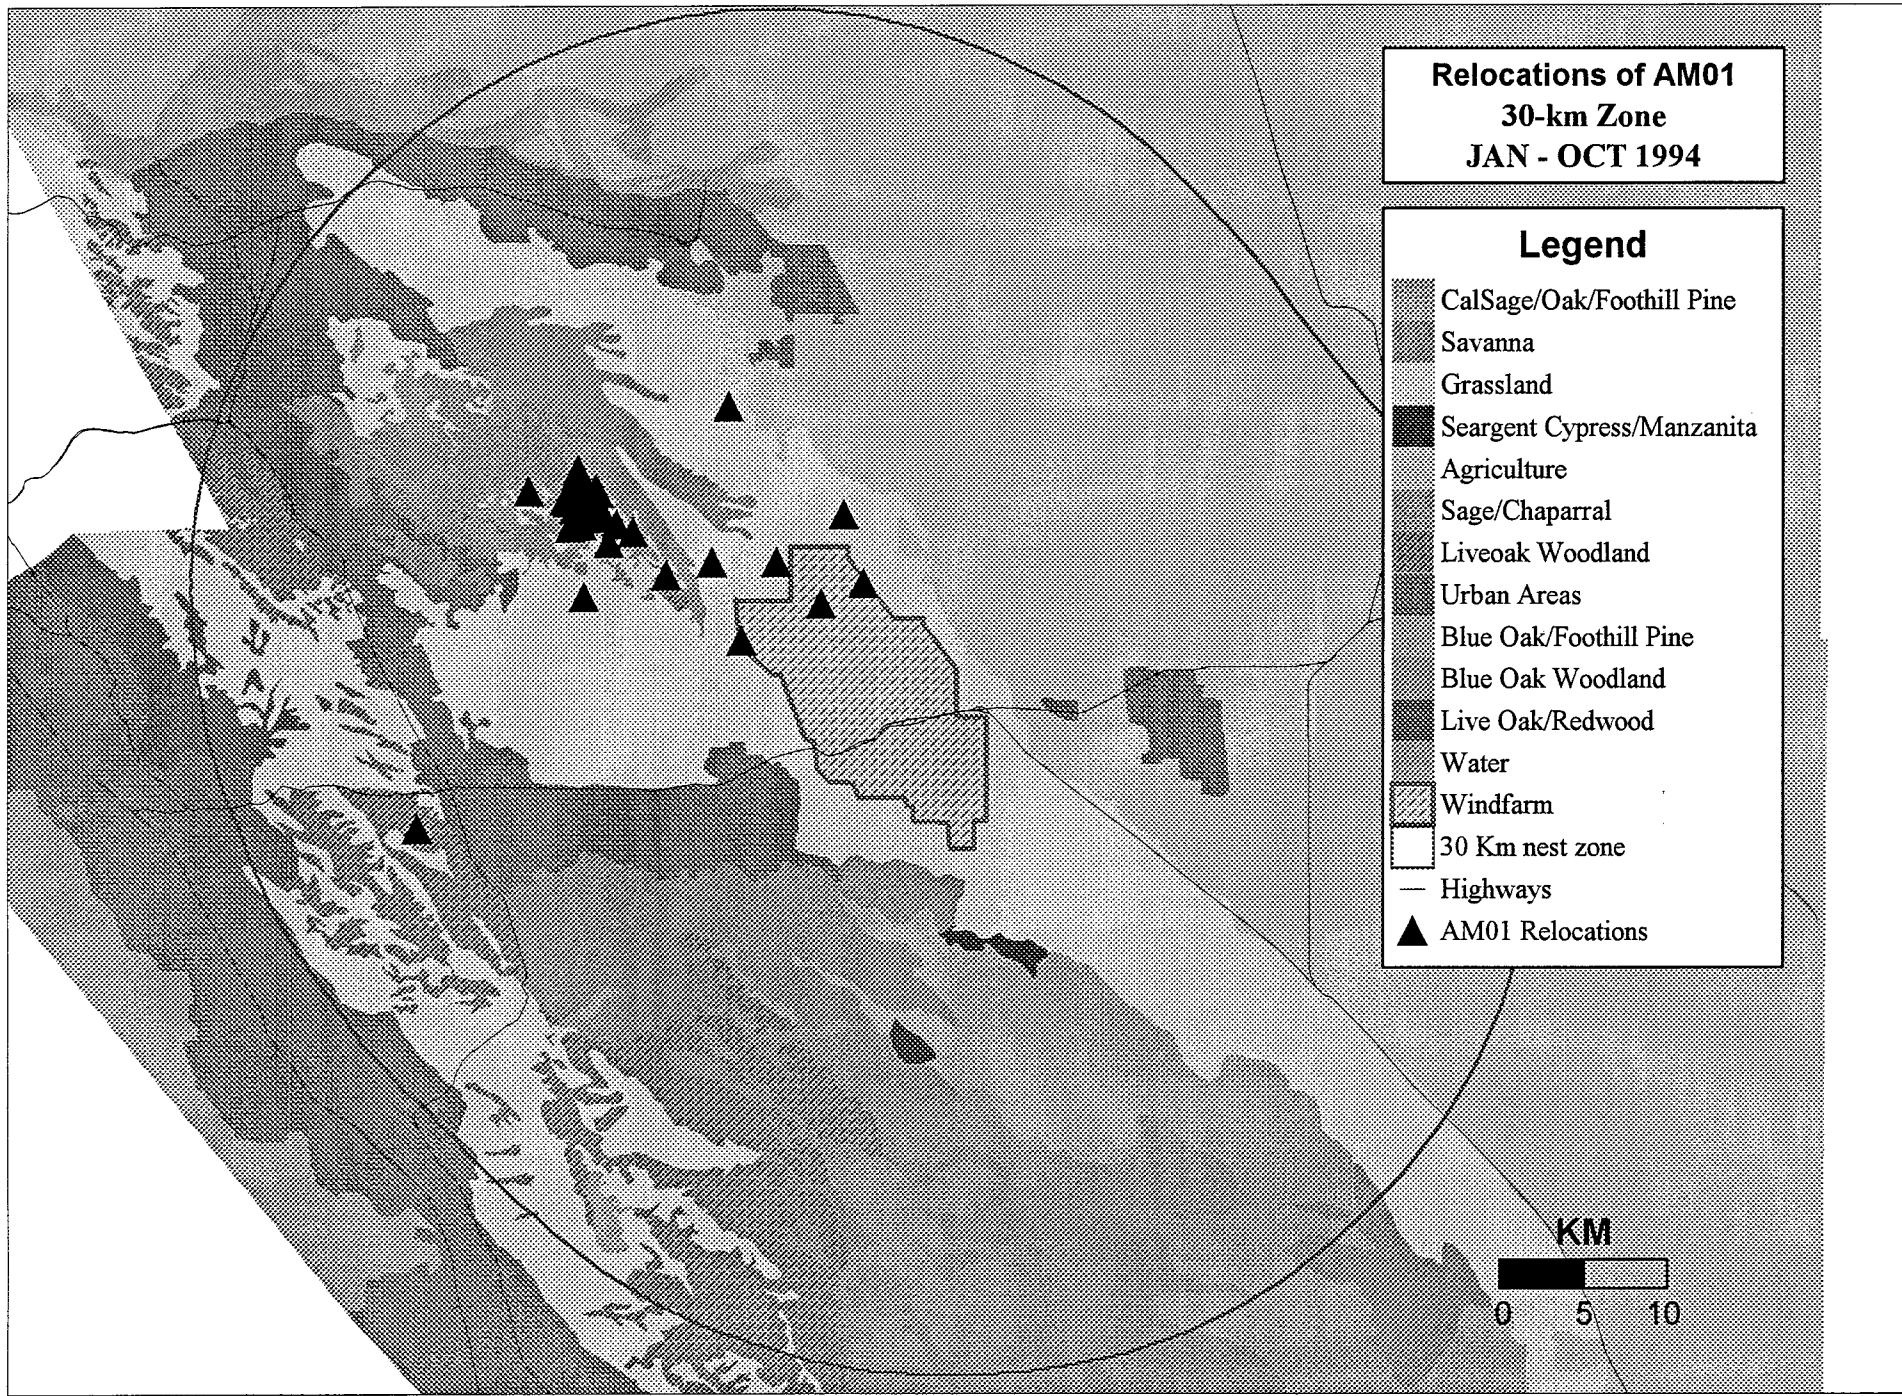 Relocations of AM01
30-km Zone
JAN - OCT 1994
Legend
CalSage/Oak/Foothill Pine
Savanna
Grassland
Seargent Cypress/Manzanita
Agriculture
Sage/Chaparral
Liveoak Woodland
Urban Areas
Blue Oak/Foothill Pine
Blue Oak Woodland
Live Oak/Redwood
Water
Windfarm
30 Km nest zone
Highways
AM01 Relocations
KM
0 5 10